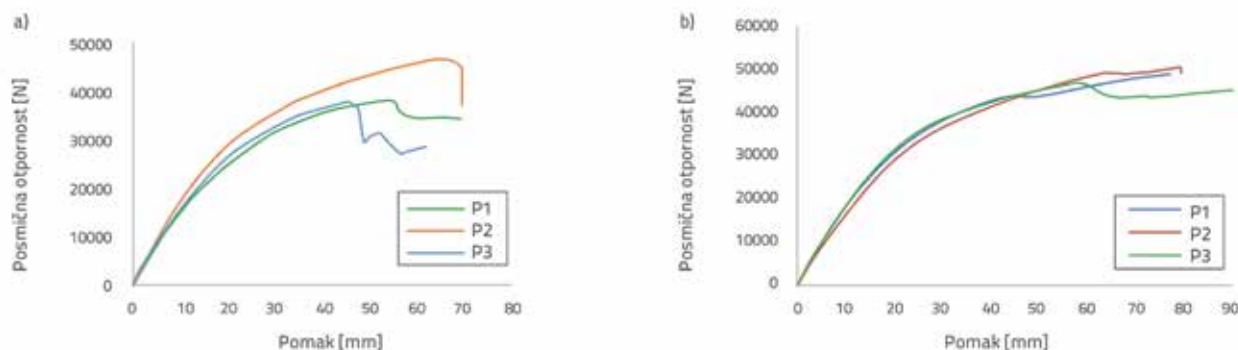 a)
Posmična otpornost [N]
50000
40000
30000
20000
10000
0
0 10 20 30 40 50 60 70 80
Pomak [mm]
P1
P2
P3
b)
Posmična otpornost [N]
60000
50000
40000
30000
20000
10000
0
0 10 20 30 40 50 60 70 80 90
Pomak [mm]
P1
P2
P3